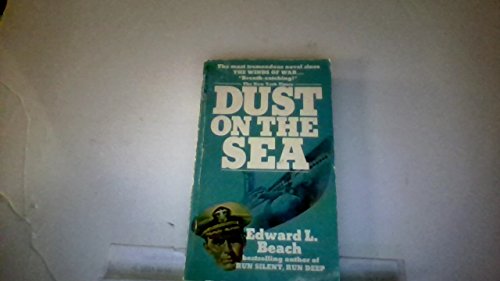 The most tremendous novel since
THE WINDS OF WAR...
"Breath-catching!"
The New York Times
DUST
ON THE
SEA
Edward L.
Beach
bestselling author of
RUN SILENT, RUN DEEP